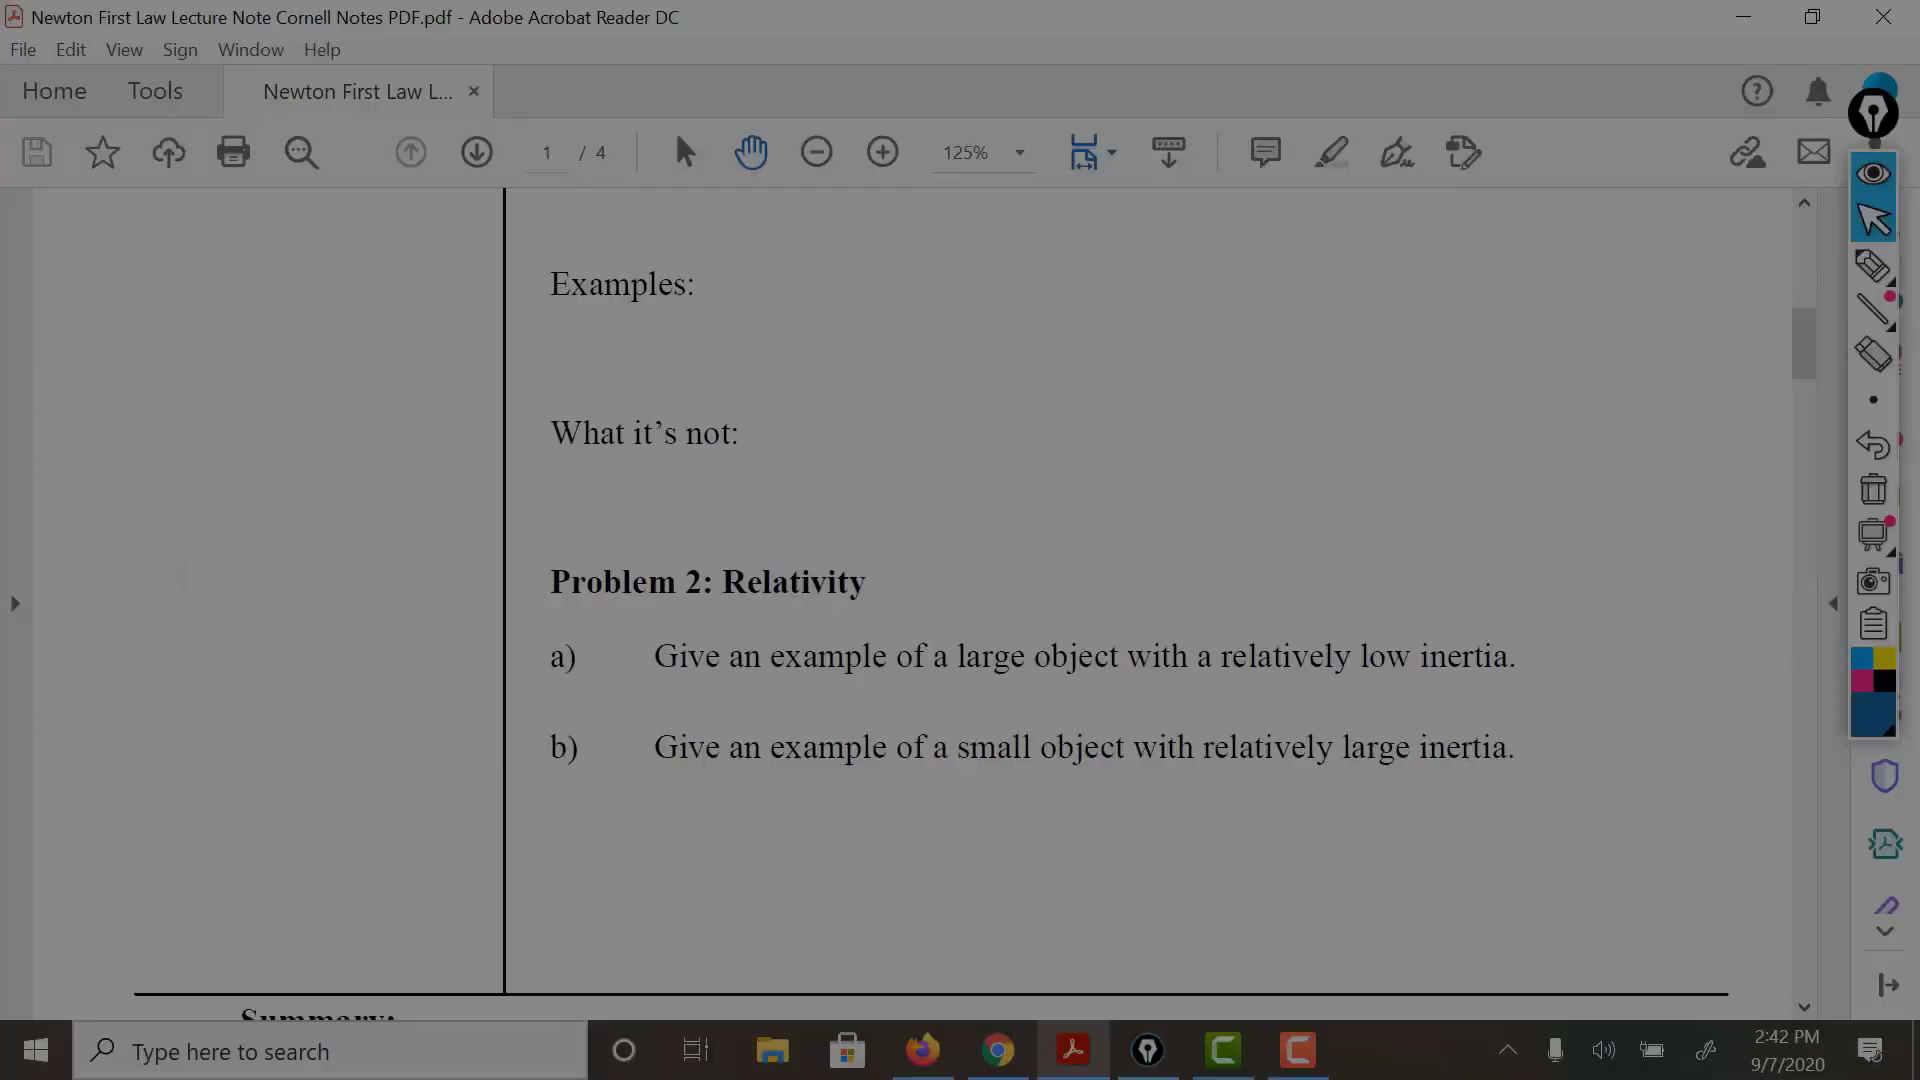 Newton First Law Lecture Note Cornell Notes PDF.pdf - Adobe Acrobat Reader DC
File Edit View Sign Window Help
Home Tools Newton First Law L...
1 / 4 125%
Examples:
What it's not:
Problem 2: Relativity
a) Give an example of a large object with a relatively low inertia.
b) Give an example of a small object with relatively large inertia.
Summary:
Type here to search
2:42 PM
9/7/2020